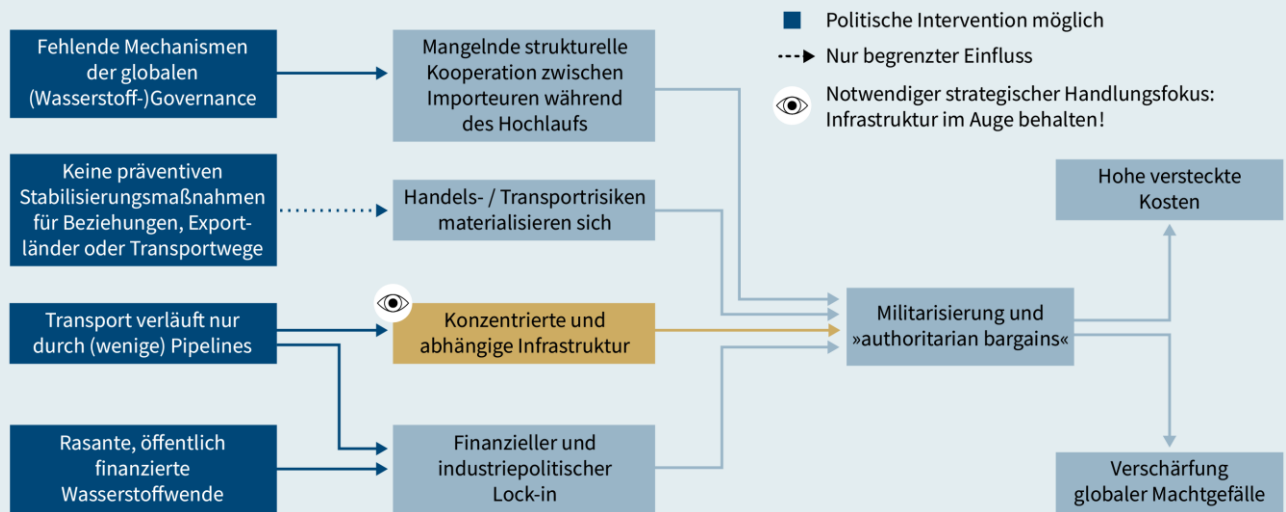 Politische Intervention möglich
Nur begrenzter Einfluss
Notwendiger strategischer Handlungsfokus:
Infrastruktur im Auge behalten!
Fehlende Mechanismen
der globalen
(Wasserstoff-)Governance
Mangelnde strukturelle
Kooperation zwischen
Importeuren während
des Hochlaufs
Keine präventiven
Stabilisierungsmaßnahmen
für Beziehungen, Export-
länder oder Transportwege
Handels- / Transportrisiken
materialisieren sich
Transport verläuft nur
durch (wenige) Pipelines
Konzentrierte und
abhängige Infrastruktur
Rasante, öffentlich
finanzierte
Wasserstoffwende
Finanzieller und
industriepolitischer
Lock-in
Militarisierung und
»authoritarian bargains«
Hohe versteckte
Kosten
Verschärfung
globaler Machtgefälle